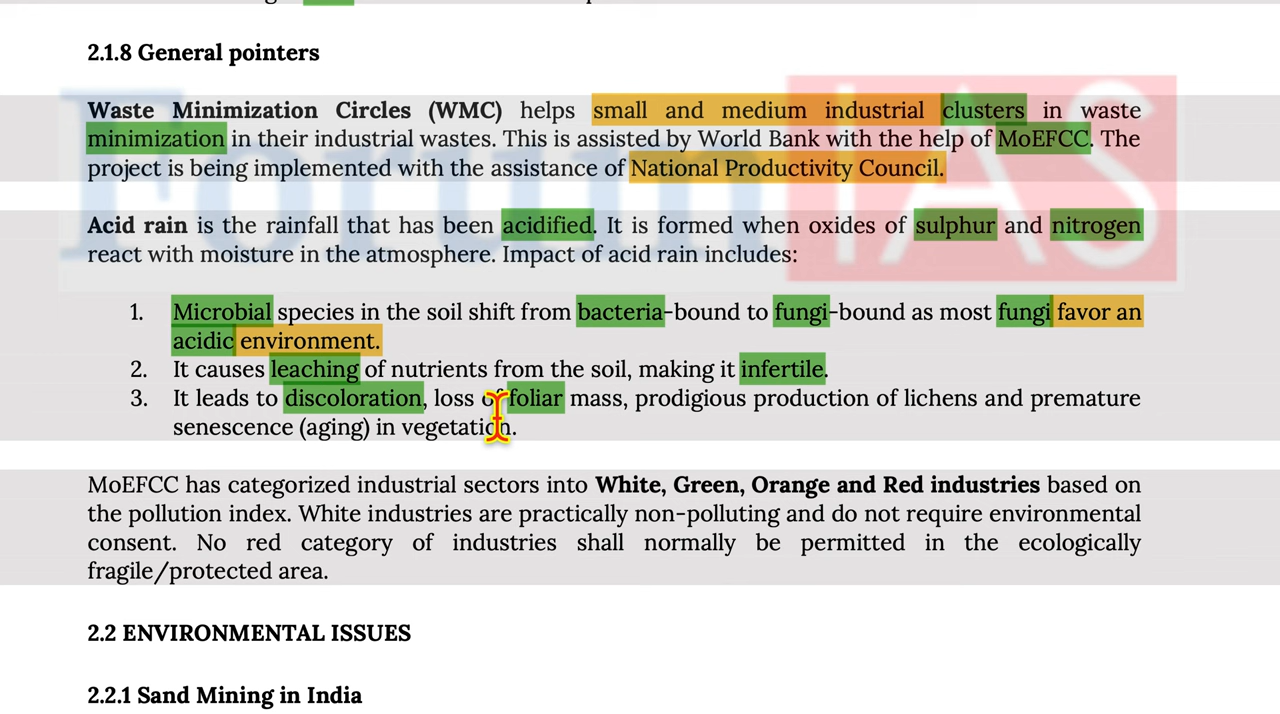 2.1.8 General pointers
Waste Minimization Circles (WMC) helps small and medium industrial clusters in waste
minimization in their industrial wastes. This is assisted by World Bank with the help of MoEFCC. The
project is being implemented with the assistance of National Productivity Council.
Acid rain is the rainfall that has been acidified. It is formed when oxides of sulphur and nitrogen
react with moisture in the atmosphere. Impact of acid rain includes:
1. Microbial species in the soil shift from bacteria-bound to fungi-bound as most fungi favor an
acidic environment.
2. It causes leaching of nutrients from the soil, making it infertile.
3. It leads to discoloration, loss of foliar mass, prodigious production of lichens and premature
senescence (aging) in vegetation.
MoEFCC has categorized industrial sectors into White, Green, Orange and Red industries based on
the pollution index. White industries are practically non-polluting and do not require environmental
consent. No red category of industries shall normally be permitted in the ecologically
fragile/protected area.
2.2 ENVIRONMENTAL ISSUES
2.2.1 Sand Mining in India
Forum IAS